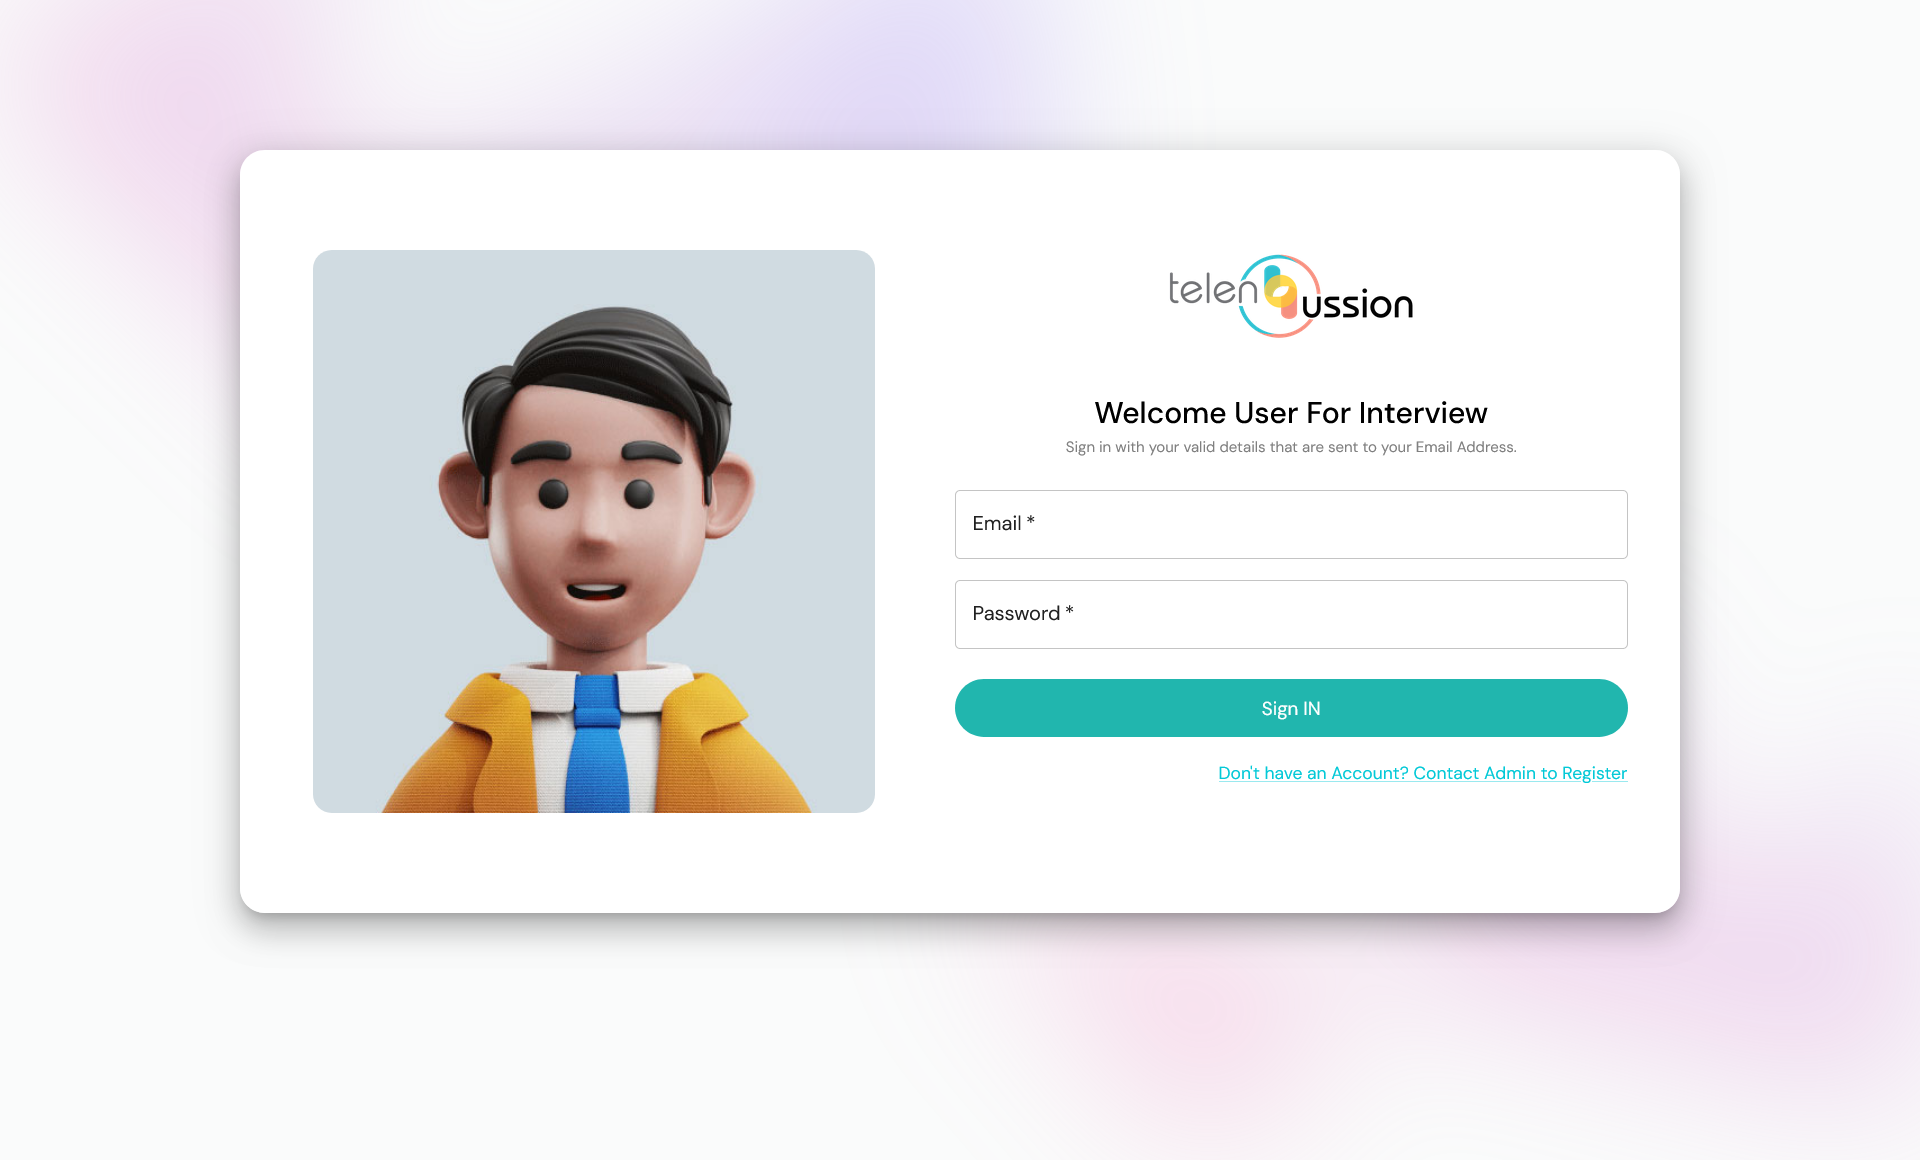 telenussion
Welcome User For Interview
Sign in with your valid details that are sent to your Email Address.
Email *
Password *
Sign IN
Don't have an Account? Contact Admin to Register